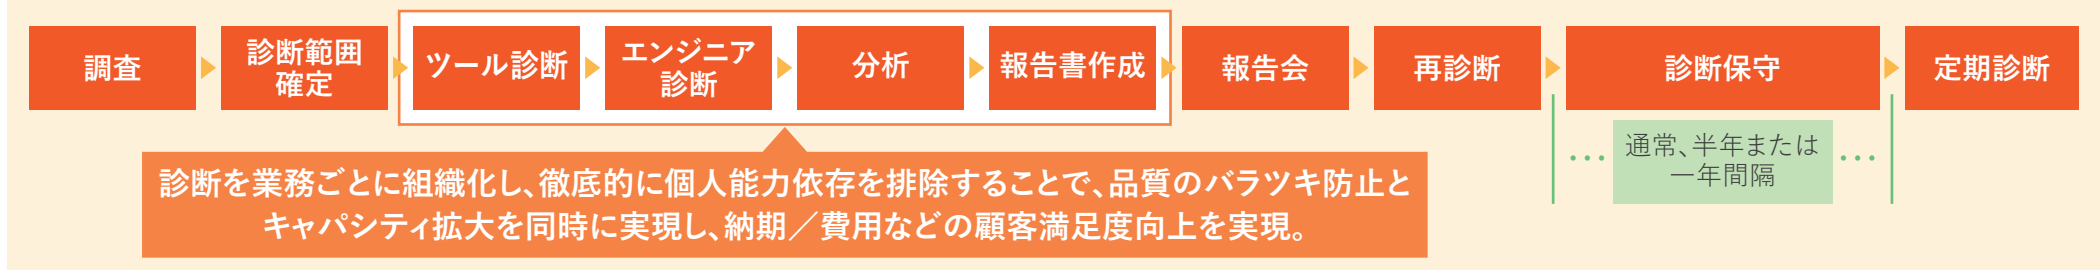 調査
診断範囲
確定
ツール診断
エンジニア
診断
分析
報告書作成
報告会
再診断
診断保守
定期診断
… 通常、半年または …
一年間隔
診断を業務ごとに組織化し、徹底的に個人能力依存を排除することで、品質のバラツキ防止と
キャパシティ拡大を同時に実現し、納期／費用などの顧客満足度向上を実現。